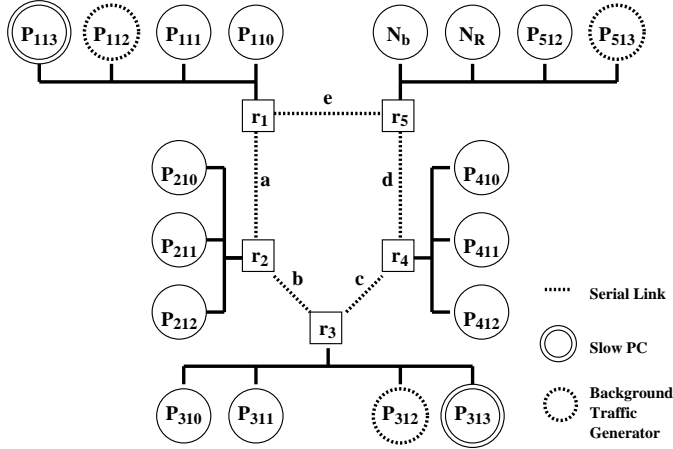 P113 P112 P111 P110 Nb NR P512 P513
e
r1 r5
P210 a d P410
P211 P411
r2 r4
b c
P212 r3 P412
Serial Link
Slow PC
P310 P311 P312 P313
Background
Traffic
Generator